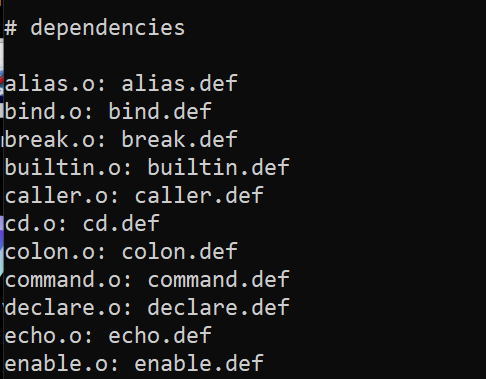 # dependencies
alias.o: alias.def
bind.o: bind.def
break.o: break.def
builtin.o: builtin.def
caller.o: caller.def
cd.o: cd.def
colon.o: colon.def
command.o: command.def
declare.o: declare.def
echo.o: echo.def
enable.o: enable.def